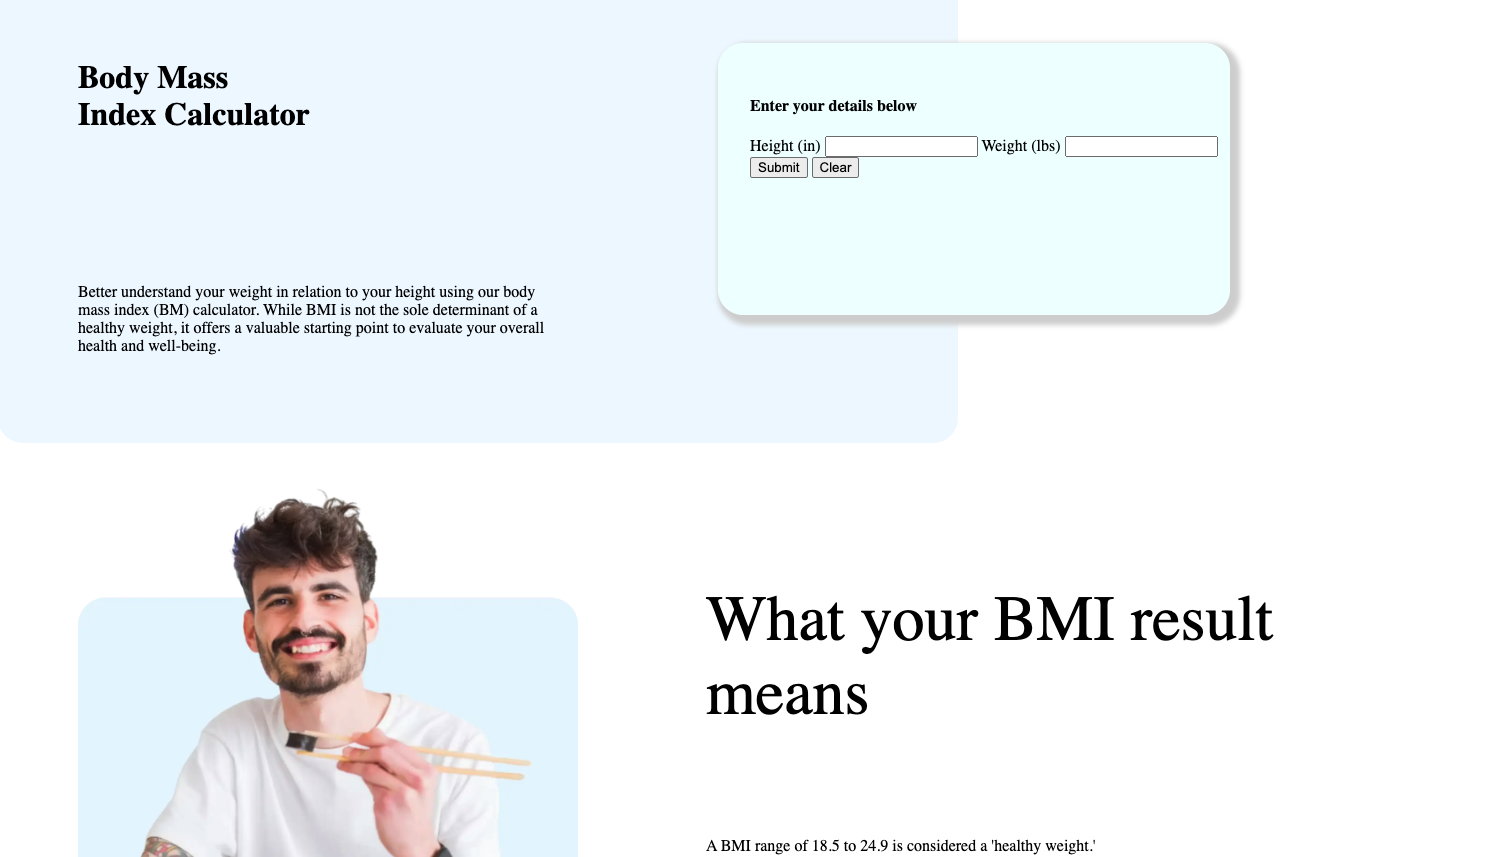 Body Mass
Index Calculator
Enter your details below
Height (in) Weight (lbs)
Submit Clear
Better understand your weight in relation to your height using our body
mass index (BM) calculator. While BMI is not the sole determinant of a
healthy weight, it offers a valuable starting point to evaluate your overall
health and well-being.
What your BMI result
means
A BMI range of 18.5 to 24.9 is considered a 'healthy weight.'